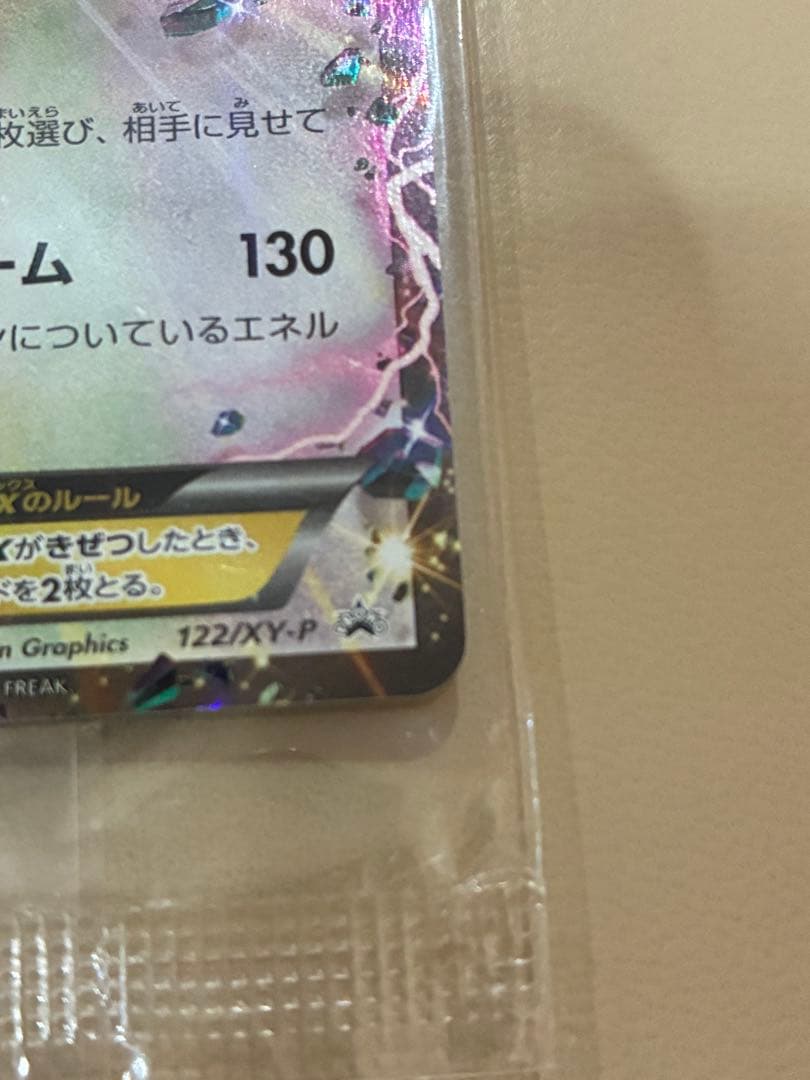 枚選び、相手に見せて
ーム 130
についているエネル
Xのルール
Xがきぜつしたとき、
ドを2枚とる。
n Graphics 122/XY-P
FREAK